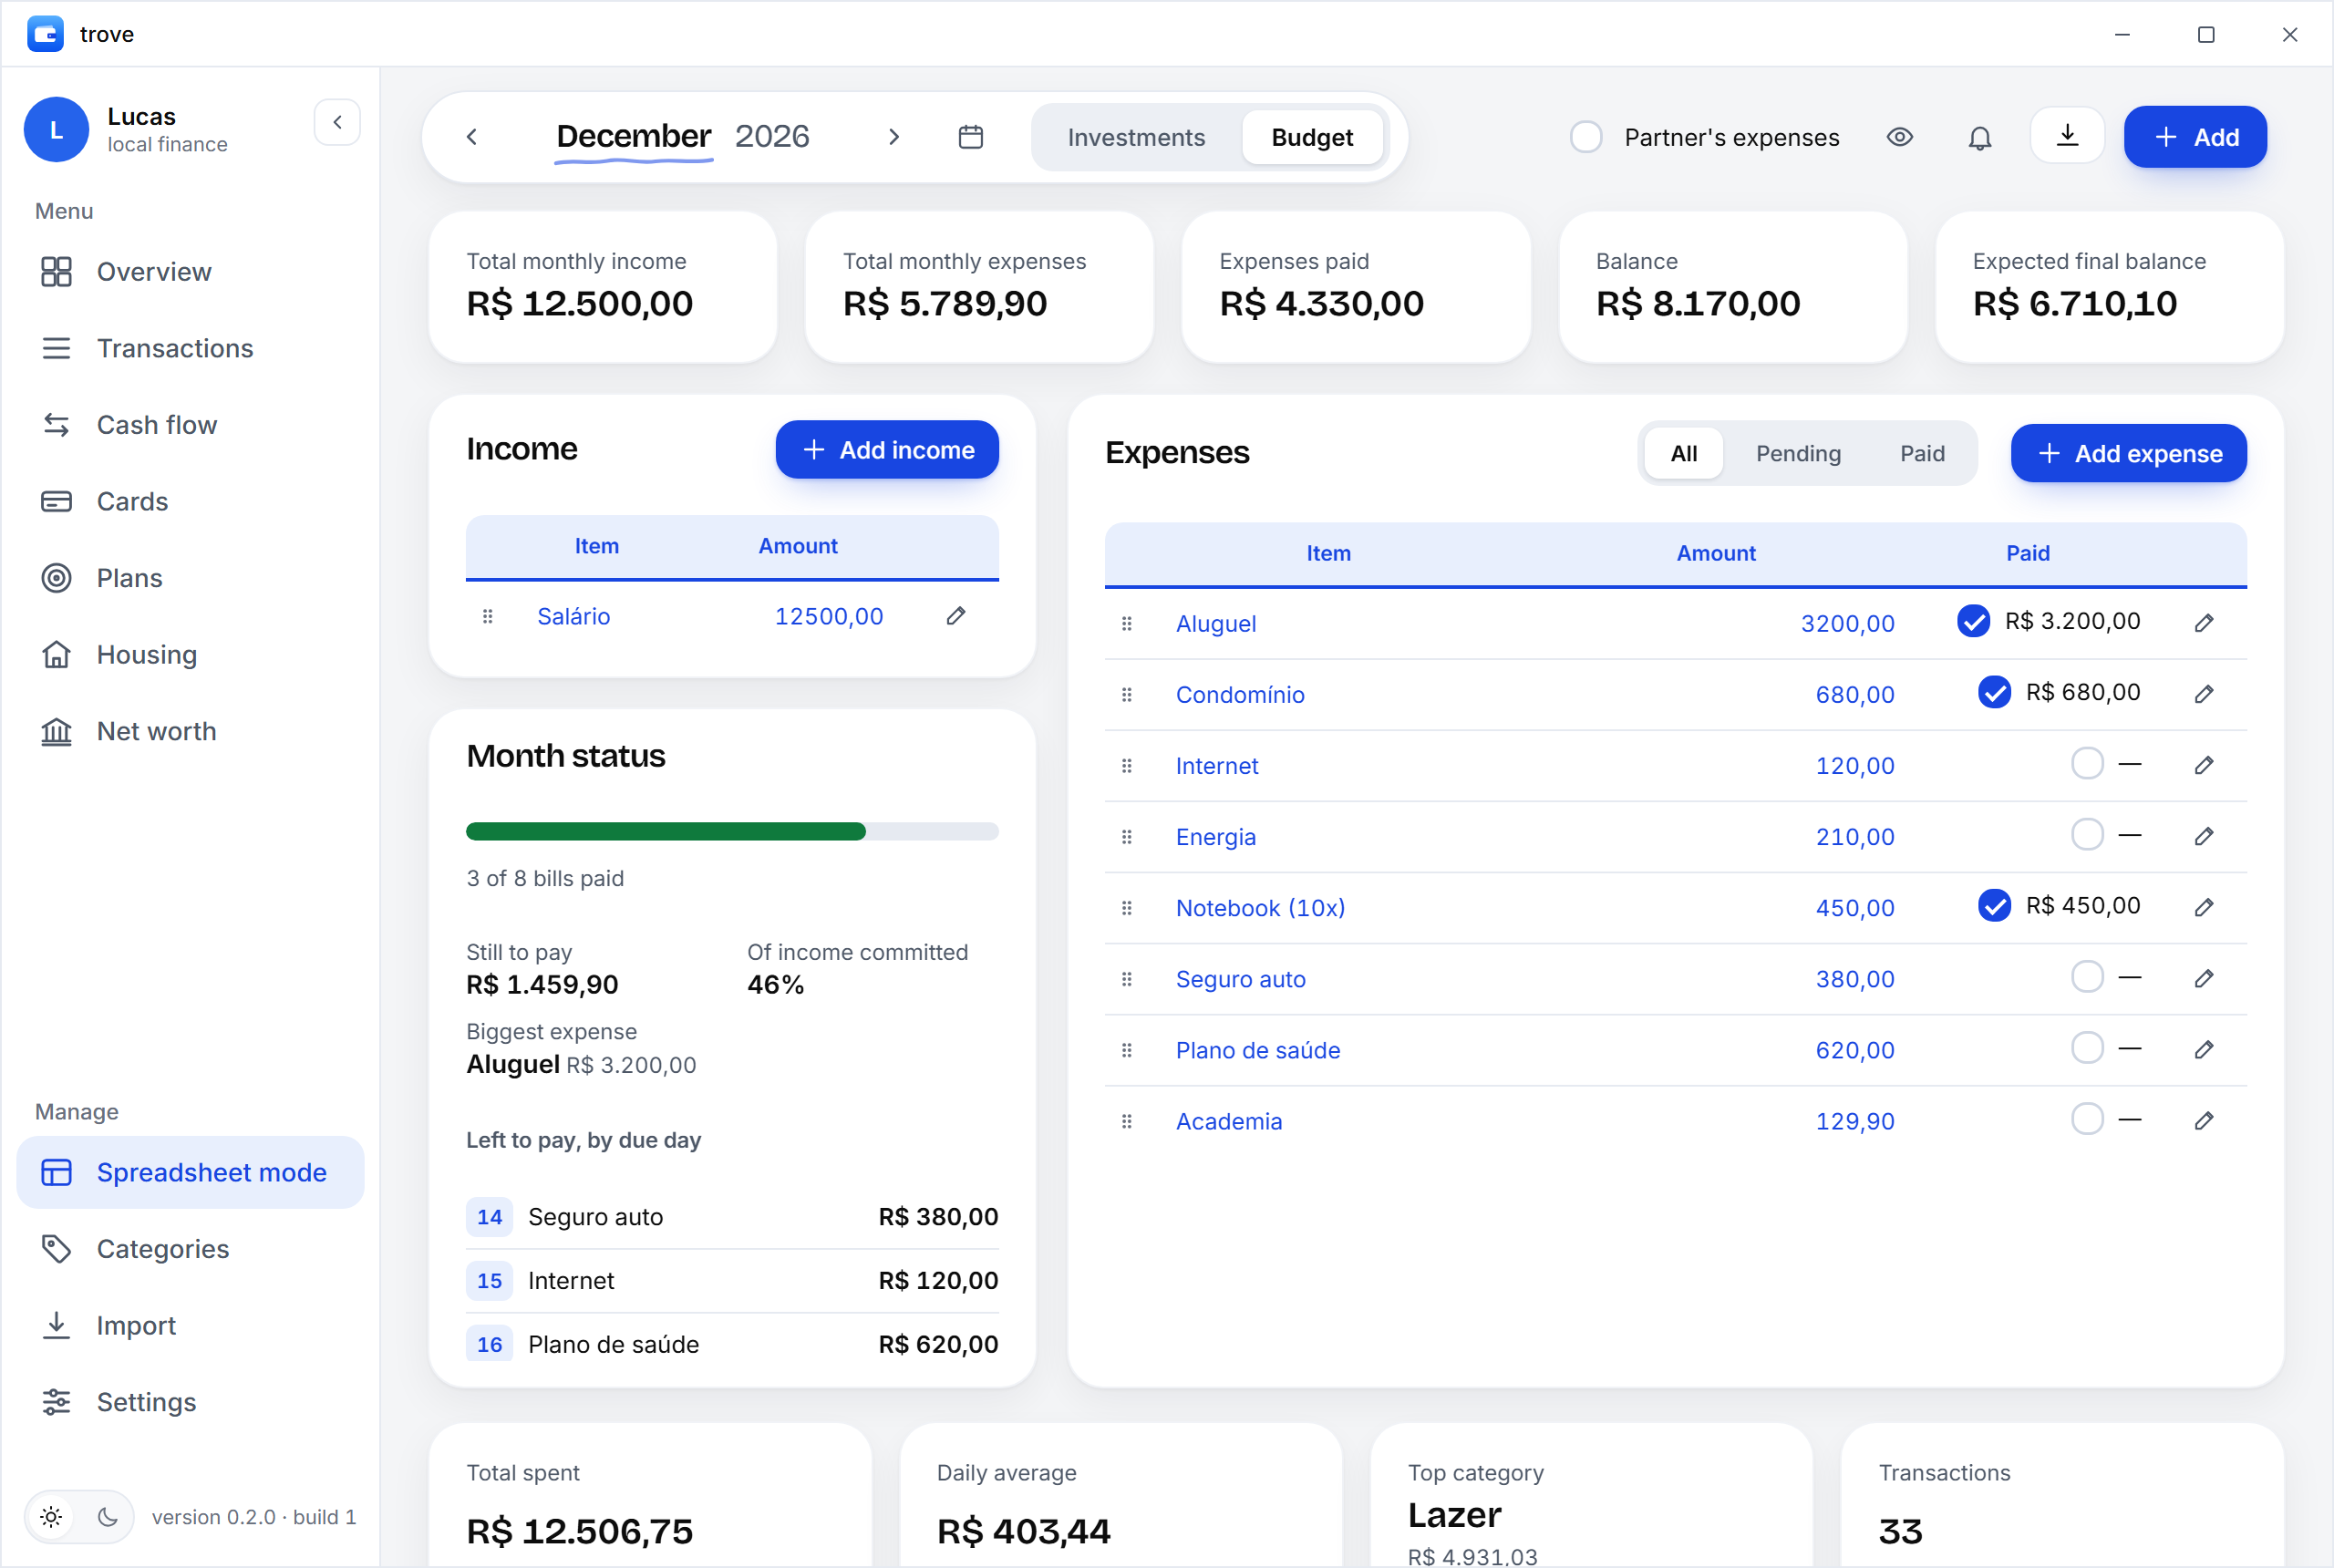 trove
L
Lucas
local finance
Menu
Overview
Transactions
Cash flow
Cards
Plans
Housing
Net worth
Manage
Spreadsheet mode
Categories
Import
Settings
version 0.2.0 · build 1
December 2026
Investments
Budget
Partner's expenses
Add
Total monthly income
R$ 12.500,00
Total monthly expenses
R$ 5.789,90
Expenses paid
R$ 4.330,00
Balance
R$ 8.170,00
Expected final balance
R$ 6.710,10
Income
Add income
Item Amount
Salário 12500,00
Month status
3 of 8 bills paid
Still to pay
R$ 1.459,90
Of income committed
46%
Biggest expense
Aluguel R$ 3.200,00
Left to pay, by due day
14 Seguro auto R$ 380,00
15 Internet R$ 120,00
16 Plano de saúde R$ 620,00
Expenses
All Pending Paid
Add expense
Item Amount Paid
Aluguel 3200,00 R$ 3.200,00
Condomínio 680,00 R$ 680,00
Internet 120,00 —
Energia 210,00 —
Notebook (10x) 450,00 R$ 450,00
Seguro auto 380,00 —
Plano de saúde 620,00 —
Academia 129,90 —
Total spent
R$ 12.506,75
Daily average
R$ 403,44
Top category
Lazer
R$ 4.931,03
Transactions
33